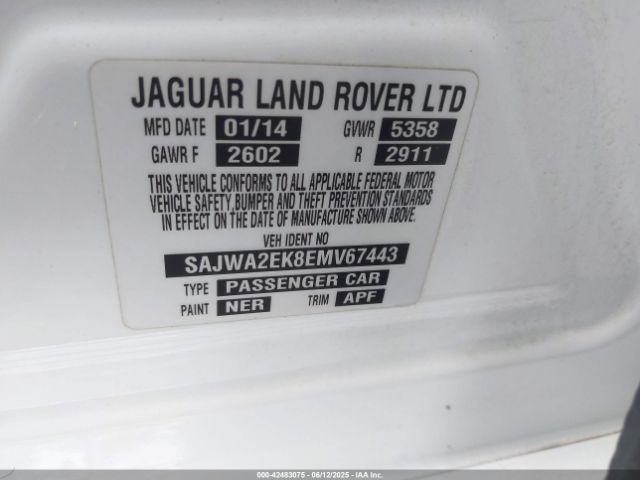 JAGUAR LAND ROVER LTD
MFD DATE 01/14 GVWR 5358
GAWR F 2602 R 2911
THIS VEHICLE CONFORMS TO ALL APPLICABLE FEDERAL MOTOR
VEHICLE SAFETY,BUMPER AND THEFT PREVENTION STANDARDS
IN EFFECT ON THE DATE OF MANUFACTURE SHOWN ABOVE.
VEH IDENT NO
SAJWA2EK8EMV67443
TYPE PASSENGER CAR
PAINT NER TRIM APF
000-42483075 - 06/12/2025 - IAA Inc.